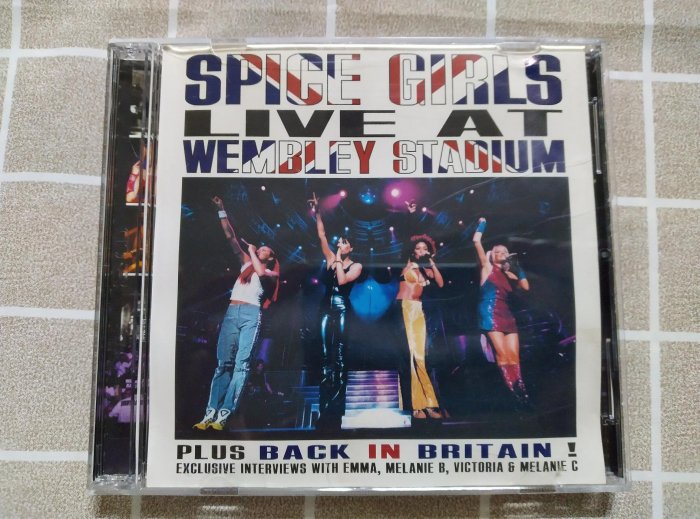 SPICE GIRLS
LIVE AT
WEMBLEY STADIUM
PLUS BACK IN BRITAIN !
EXCLUSIVE INTERVIEWS WITH EMMA, MELANIE B, VICTORIA & MELANIE C